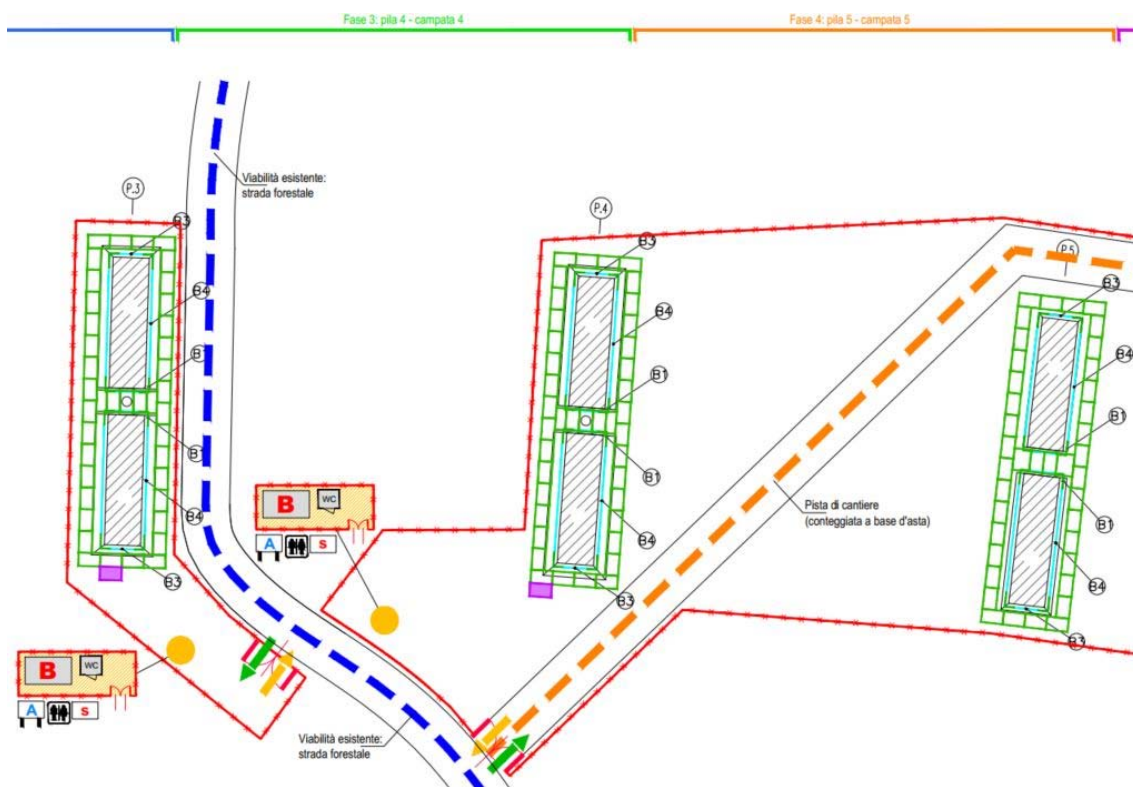 Fase 3: pila 4 - campata 4
Fase 4: pila 5 - campata 5
Viabilità esistente:
strada forestale
P.3
P.4
P.5
B3
B4
B1
B1
B4
B3
B3
B4
B1
B1
B4
B3
B3
B4
B1
B1
B4
B3
B
WC
A
S
Pista di cantiere
(conteggiata a base d'asta)
B
WC
A
S
Viabilità esistente:
strada forestale